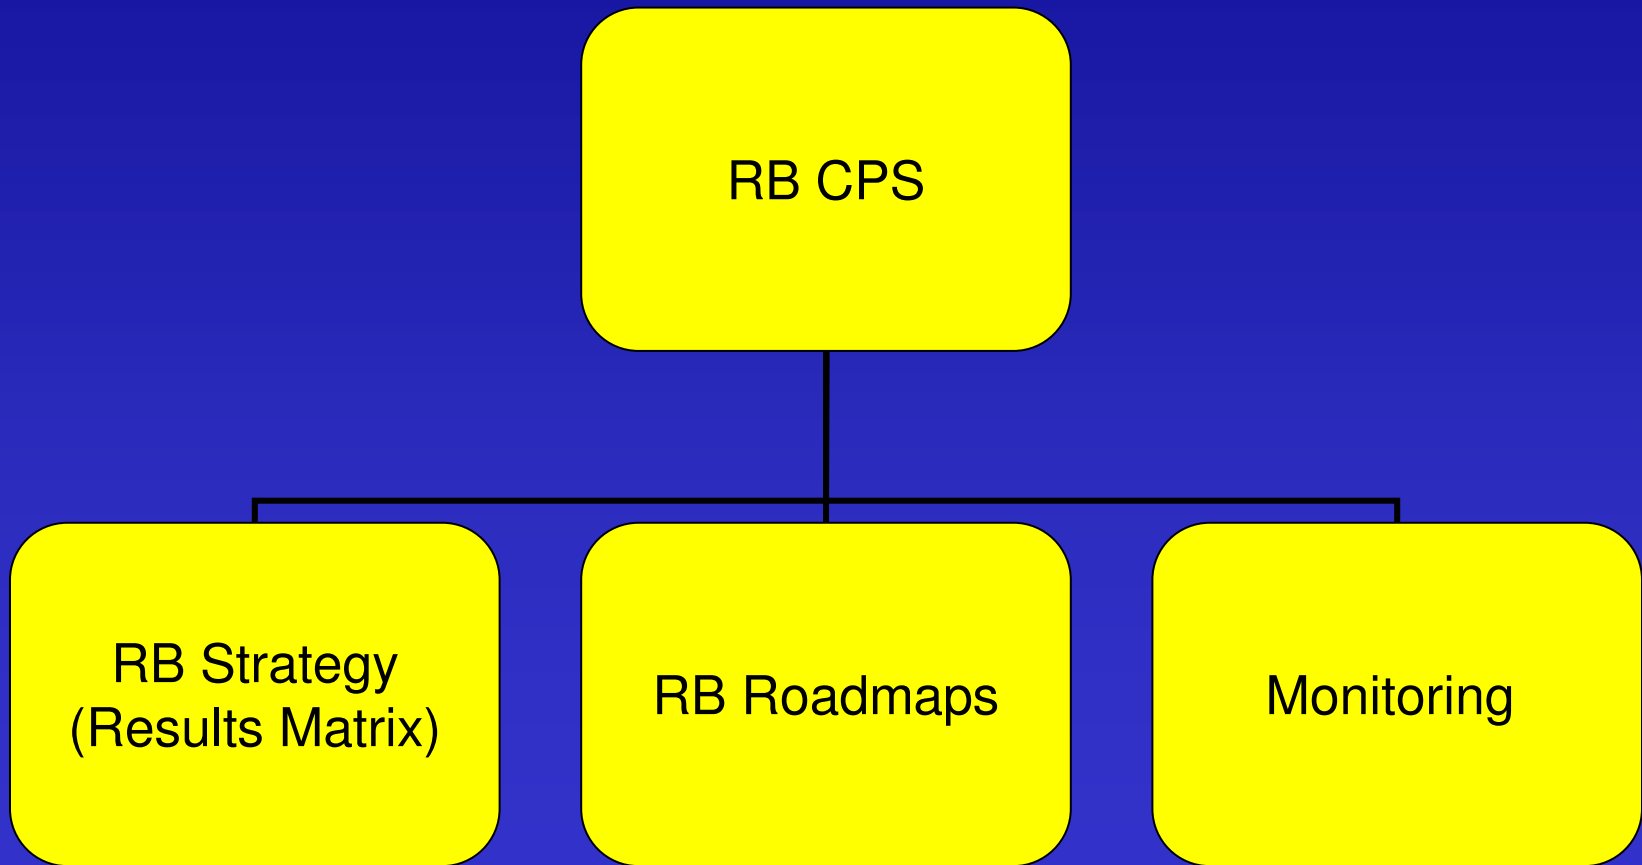 RB CPS
RB Strategy
(Results Matrix)
RB Roadmaps
Monitoring